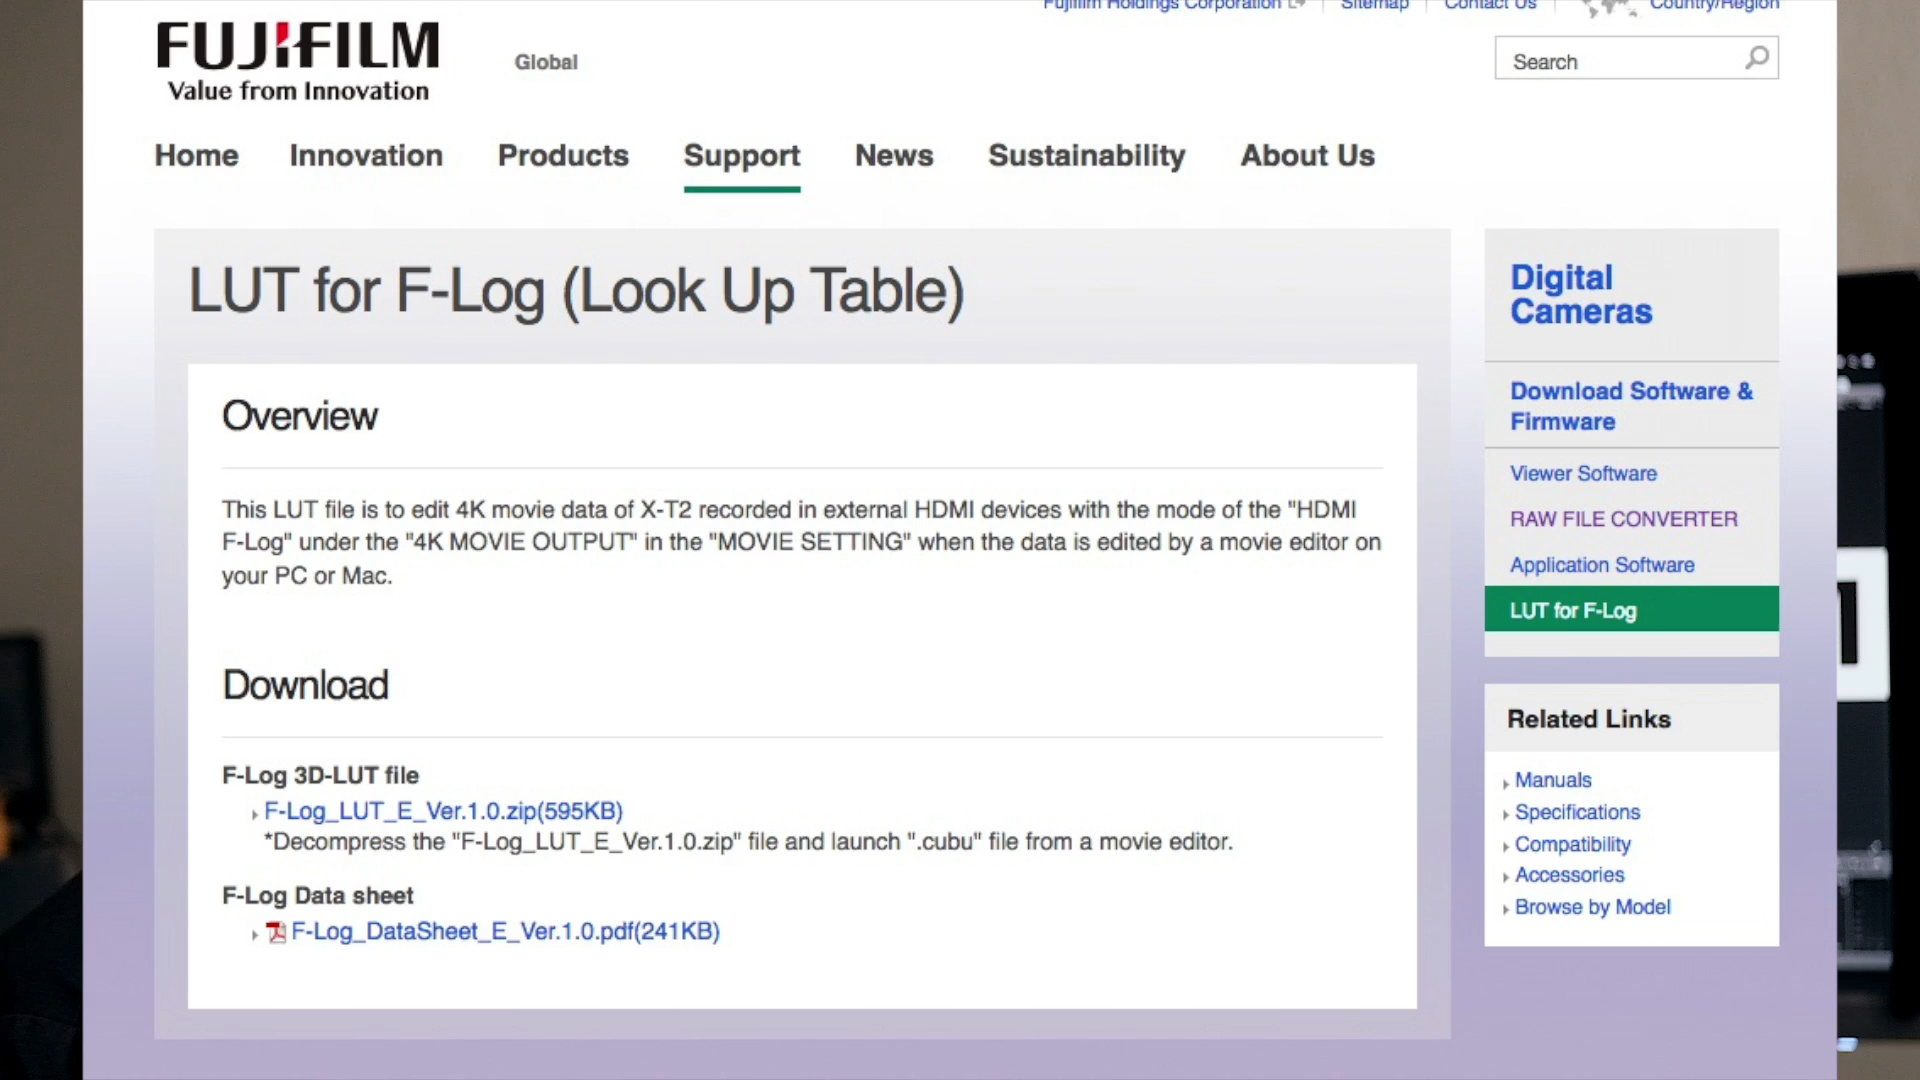 Fujifilm Holdings Corporation
Sitemap
Contact Us
Country/Region
FUJIFILM
Value from Innovation
Global
Search
Home Innovation Products Support News Sustainability About Us
LUT for F-Log (Look Up Table)
Overview
This LUT file is to edit 4K movie data of X-T2 recorded in external HDMI devices with the mode of the "HDMI
F-Log" under the "4K MOVIE OUTPUT" in the "MOVIE SETTING" when the data is edited by a movie editor on
your PC or Mac.
Download
F-Log 3D-LUT file
F-Log_LUT_E_Ver.1.0.zip(595KB)
*Decompress the "F-Log_LUT_E_Ver.1.0.zip" file and launch ".cubu" file from a movie editor.
F-Log Data sheet
F-Log_DataSheet_E_Ver.1.0.pdf(241KB)
Digital
Cameras
Download Software &
Firmware
Viewer Software
RAW FILE CONVERTER
Application Software
LUT for F-Log
Related Links
Manuals
Specifications
Compatibility
Accessories
Browse by Model